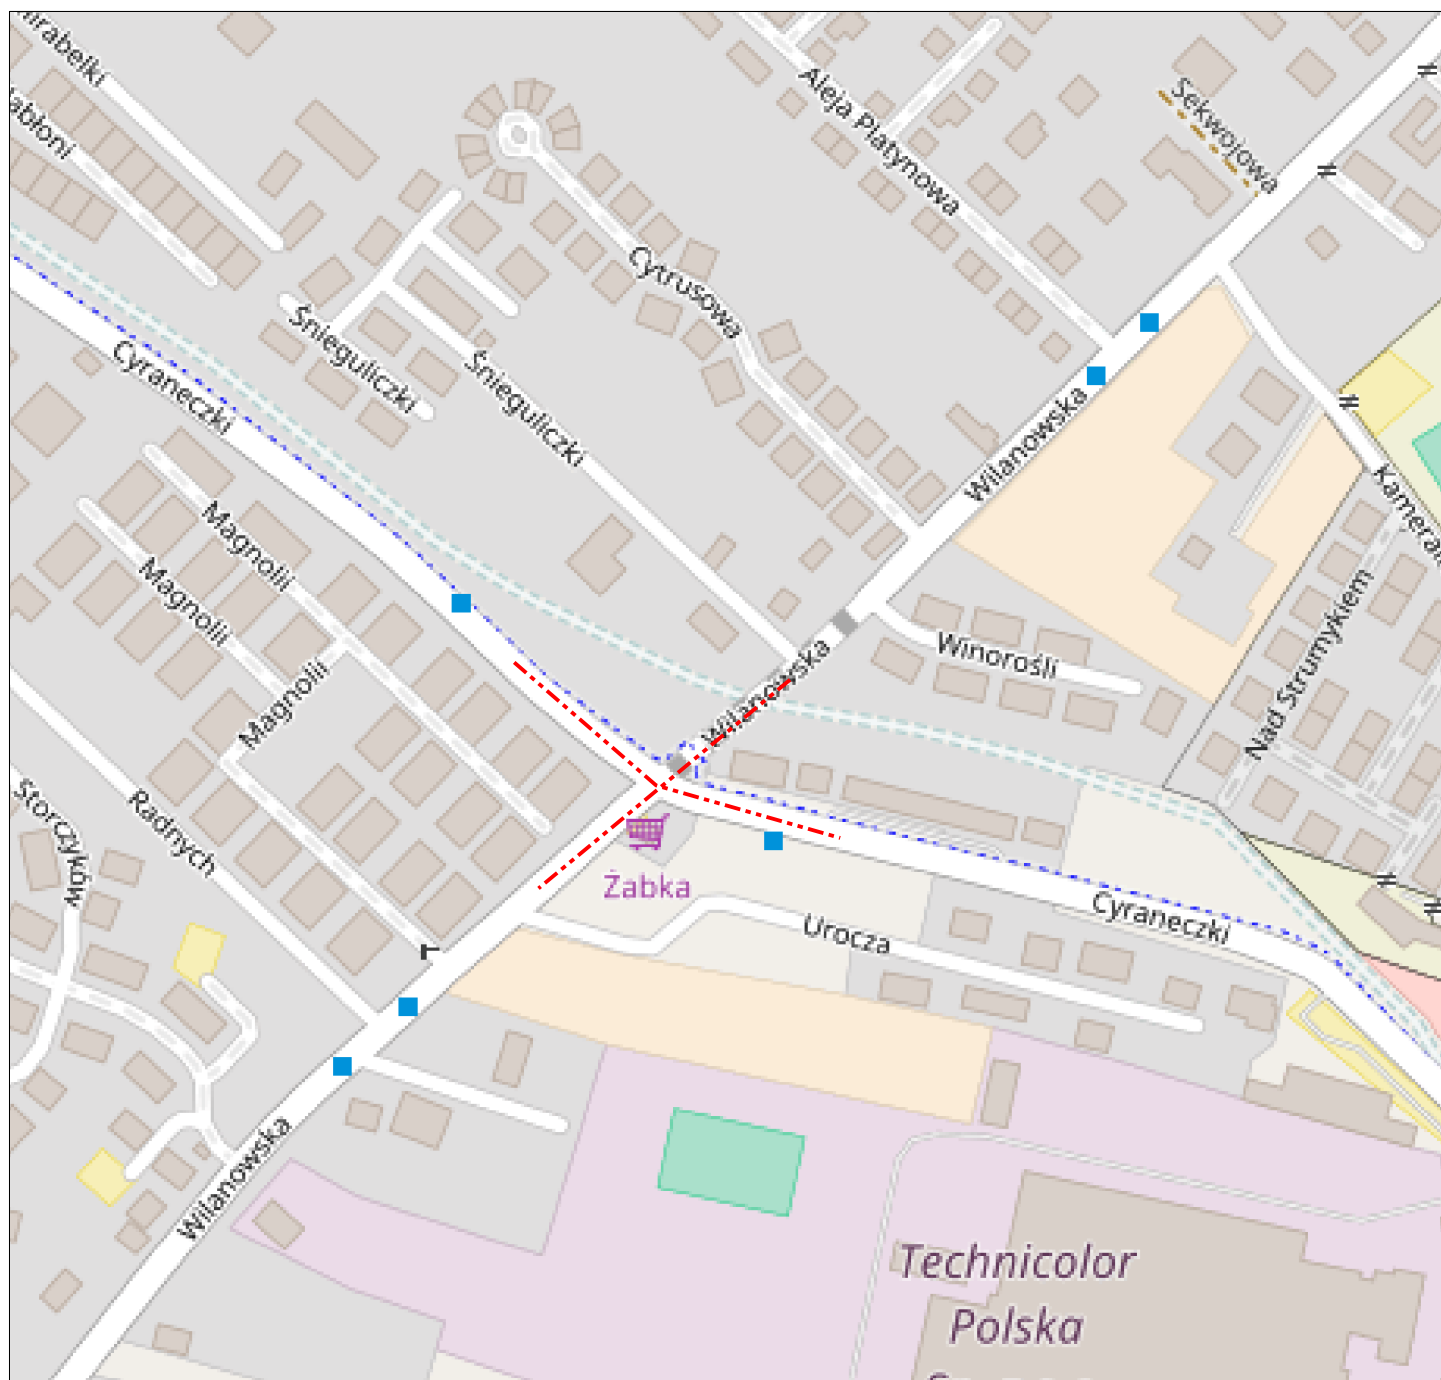 Jabłoni
Aleja Platynowa
Sekwojowa
Cytrusowa
Śnieguliczki
Śnieguliczki
Cyraneczki
Wilanowska
Magnolii
Magnolii
Magnolii
Wilanowska
Winorośli
Nad Strumykiem
Radnych
Storczyków
Żabka
Urocza
Cyraneczki
Wilanowska
Technicolor
Polska